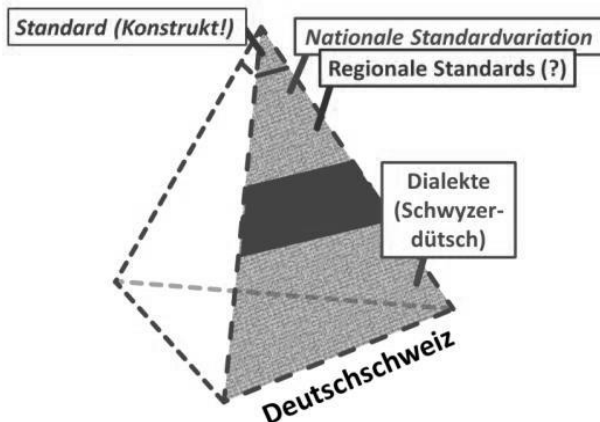 Standard (Konstrukt!)
Nationale Standardvariation
Regionale Standards (?)
Dialekte
(Schwyzer-
dütsch)
Deutschschweiz